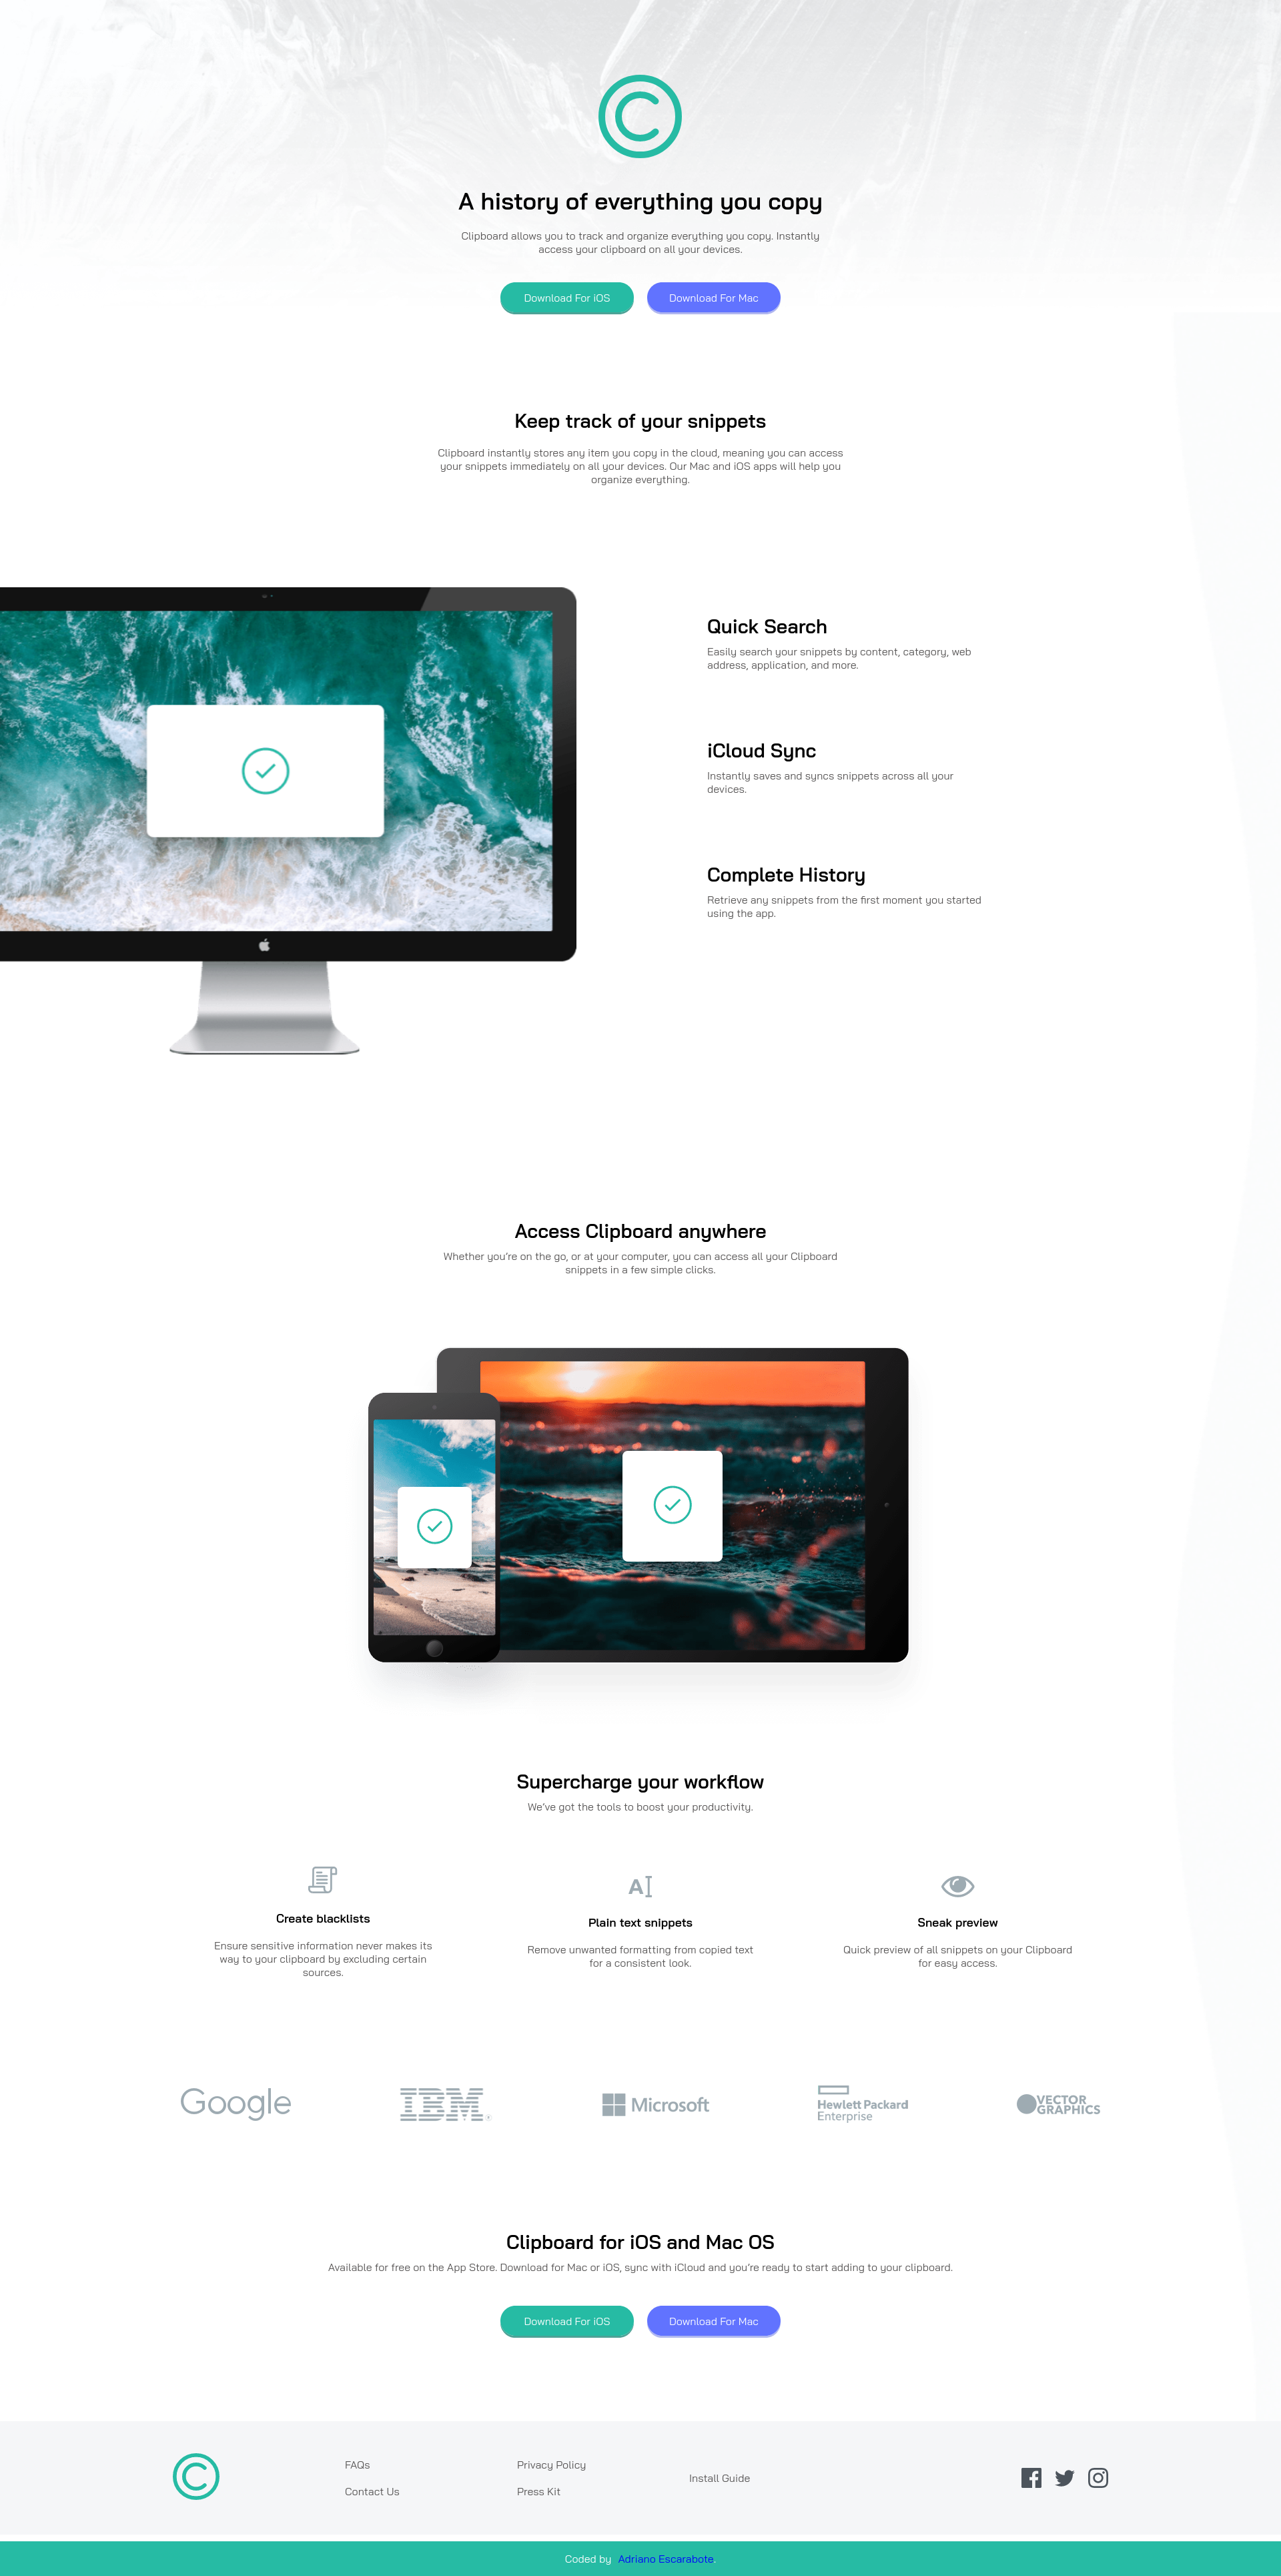 A history of everything you copy
Clipboard allows you to track and organize everything you copy. Instantly
access your clipboard on all your devices.
Download For iOS
Download For Mac
Keep track of your snippets
Clipboard instantly stores any item you copy in the cloud, meaning you can access
your snippets immediately on all your devices. Our Mac and iOS apps will help you
organize everything.
Quick Search
Easily search your snippets by content, category, web
address, application, and more.
iCloud Sync
Instantly saves and syncs snippets across all your
devices.
Complete History
Retrieve any snippets from the first moment you started
using the app.
Access Clipboard anywhere
Whether you’re on the go, or at your computer, you can access all your Clipboard
snippets in a few simple clicks.
Supercharge your workflow
We’ve got the tools to boost your productivity.
Create blacklists
Ensure sensitive information never makes its
way to your clipboard by excluding certain
sources.
Plain text snippets
Remove unwanted formatting from copied text
for a consistent look.
Sneak preview
Quick preview of all snippets on your Clipboard
for easy access.
Google
IBM
Microsoft
Hewlett Packard
Enterprise
VECTOR
GRAPHICS
Clipboard for iOS and Mac OS
Available for free on the App Store. Download for Mac or iOS, sync with iCloud and you’re ready to start adding to your clipboard.
Download For iOS
Download For Mac
FAQs
Contact Us
Privacy Policy
Press Kit
Install Guide
Coded by Adriano Escarabote.